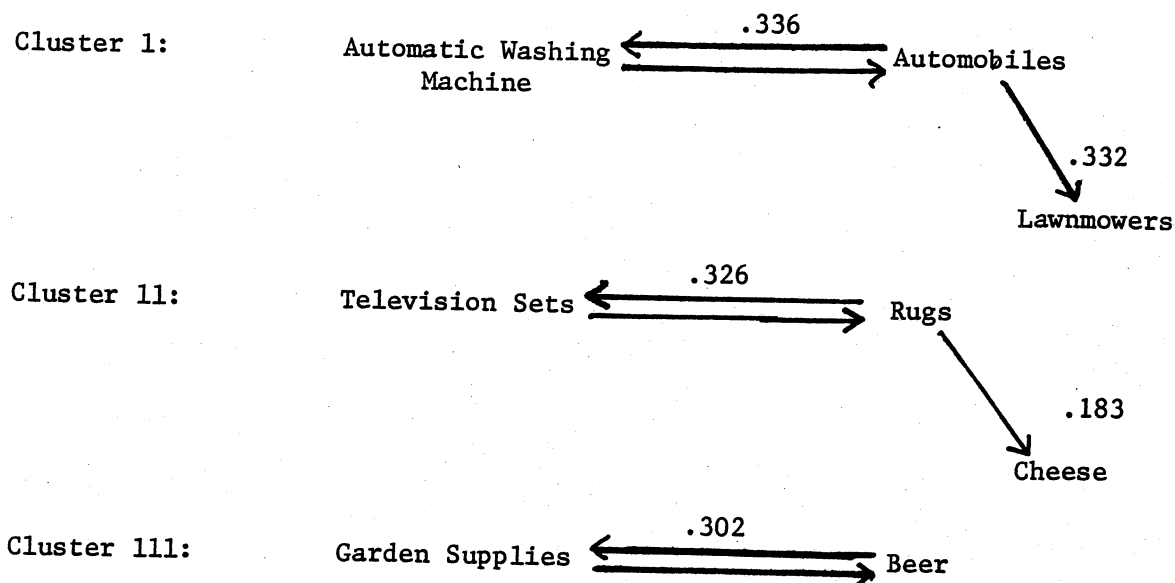 .336
Cluster 1:
Automatic Washing
Machine
Automobiles
.332
Lawnmowers
.326
Cluster 11:
Television Sets
Rugs
.183
Cheese
.302
Cluster 111:
Garden Supplies
Beer